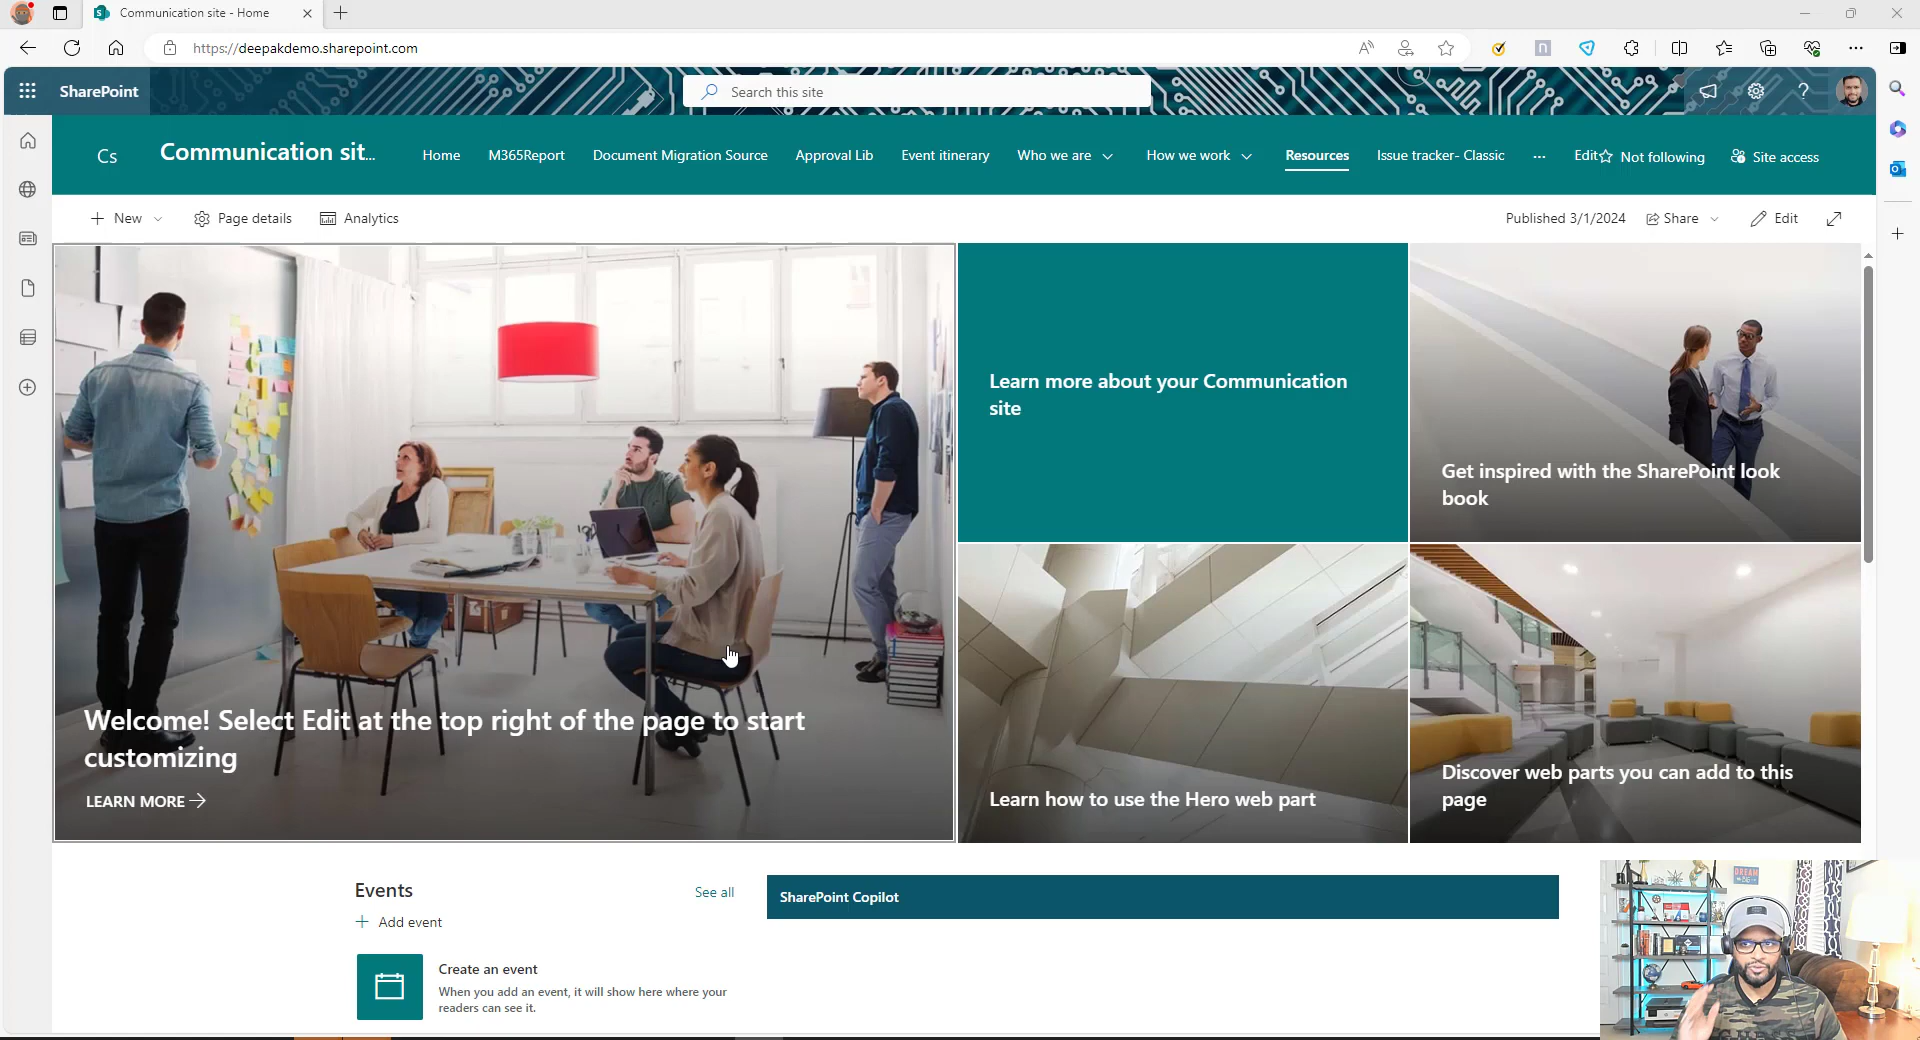 Communication site - Home
https://deepakdemo.sharepoint.com
SharePoint
Search this site
Cs
Communication sit...
Home
M365Report
Document Migration Source
Approval Lib
Event itinerary
Who we are
How we work
Resources
Issue tracker- Classic
...
Edit
Not following
Site access
New
Page details
Analytics
Published 3/1/2024
Share
Edit
Welcome! Select Edit at the top right of the page to start
customizing
LEARN MORE
Learn more about your Communication
site
Get inspired with the SharePoint look
book
Learn how to use the Hero web part
Discover web parts you can add to this
page
Events
See all
Add event
Create an event
When you add an event, it will show here where your
readers can see it.
SharePoint Copilot
DREAM
BIG